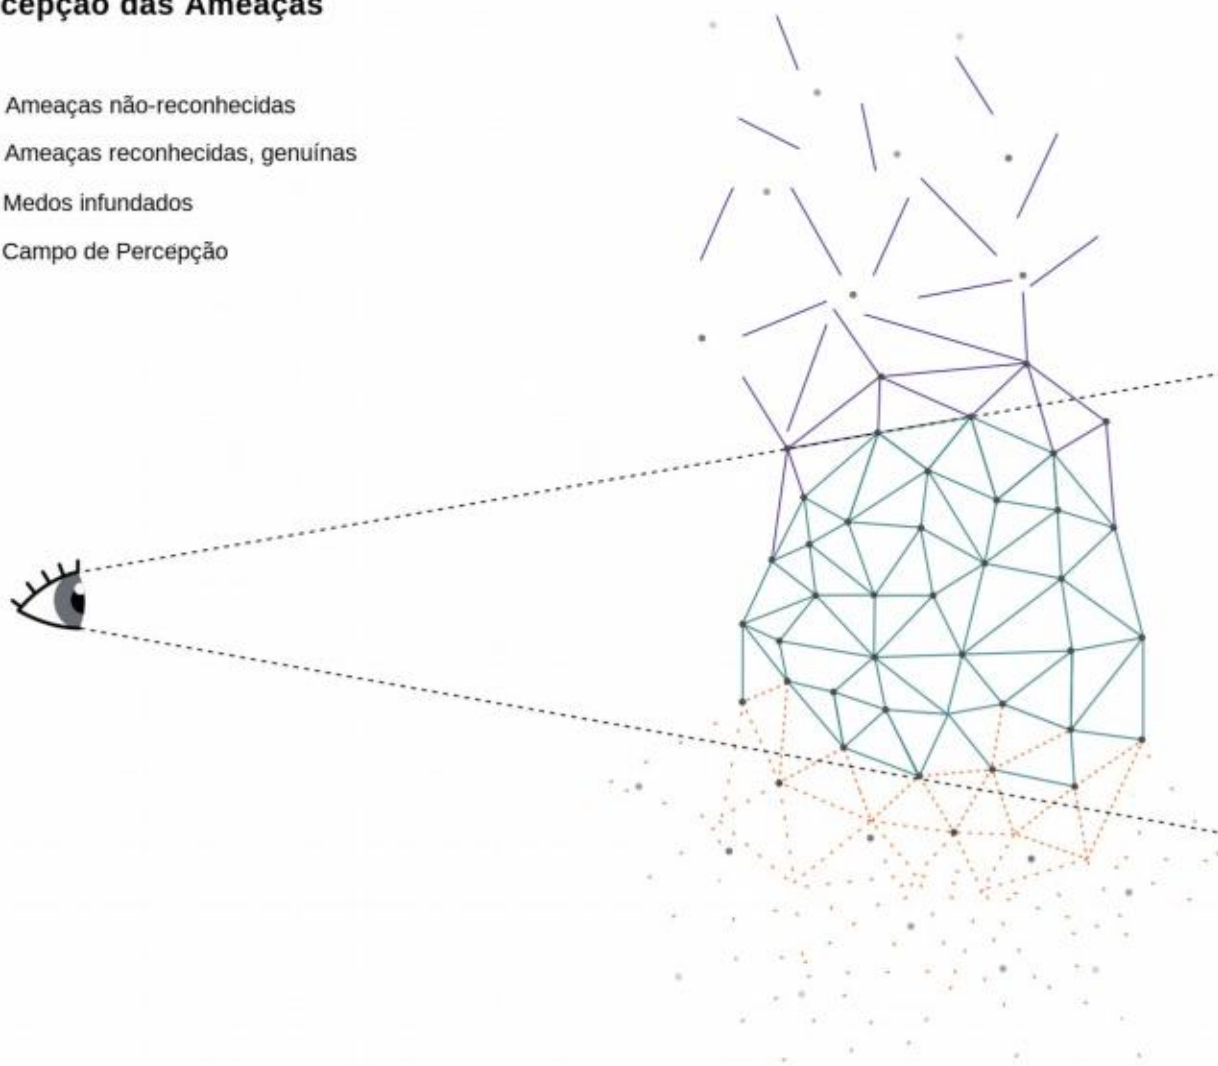 cepção das Ameaças
Ameaças não-reconhecidas
Ameaças reconhecidas, genuínas
Medos infundados
Campo de Percepção